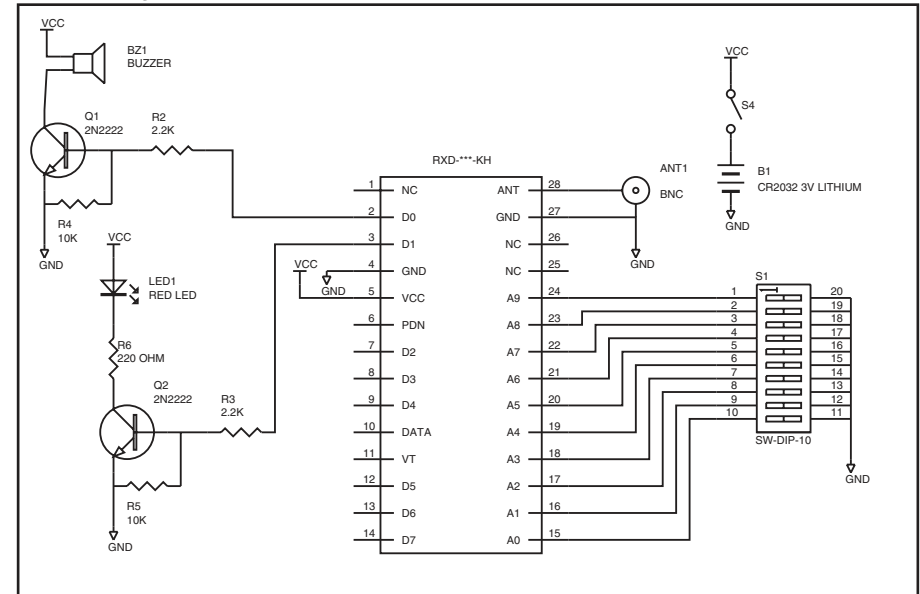 VCC
BZ1
BUZZER
Q1
2N2222
R2
2.2K
R4
10K
GND
VCC
LED1
RED LED
R6
220 OHM
Q2
2N2222
R3
2.2K
R5
10K
GND
VCC
GND
RXD-***-KH
1 NC
2 D0
3 D1
4 GND
5 VCC
6 PDN
7 D2
8 D3
9 D4
10 DATA
11 VT
12 D5
13 D6
14 D7
ANT 28
GND 27
NC 26
NC 25
A9 24
A8 23
A7 22
A6 21
A5 20
A4 19
A3 18
A2 17
A1 16
A0 15
ANT1
BNC
GND
VCC
S4
B1
CR2032 3V LITHIUM
GND
S1
1 20
2 19
3 18
4 17
5 16
6 15
7 14
8 13
9 12
10 11
SW-DIP-10
GND